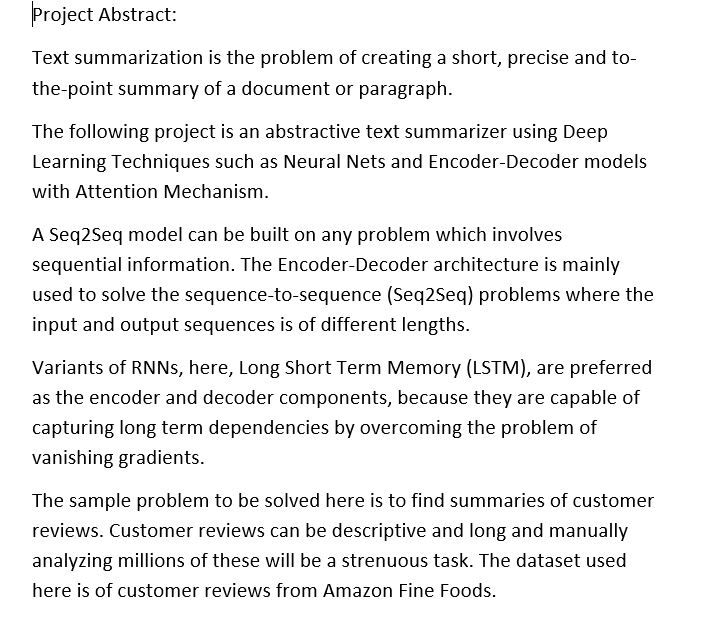 Project Abstract:
Text summarization is the problem of creating a short, precise and to-
the-point summary of a document or paragraph.
The following project is an abstractive text summarizer using Deep
Learning Techniques such as Neural Nets and Encoder-Decoder models
with Attention Mechanism.
A Seq2Seq model can be built on any problem which involves
sequential information. The Encoder-Decoder architecture is mainly
used to solve the sequence-to-sequence (Seq2Seq) problems where the
input and output sequences is of different lengths.
Variants of RNNs, here, Long Short Term Memory (LSTM), are preferred
as the encoder and decoder components, because they are capable of
capturing long term dependencies by overcoming the problem of
vanishing gradients.
The sample problem to be solved here is to find summaries of customer
reviews. Customer reviews can be descriptive and long and manually
analyzing millions of these will be a strenuous task. The dataset used
here is of customer reviews from Amazon Fine Foods.